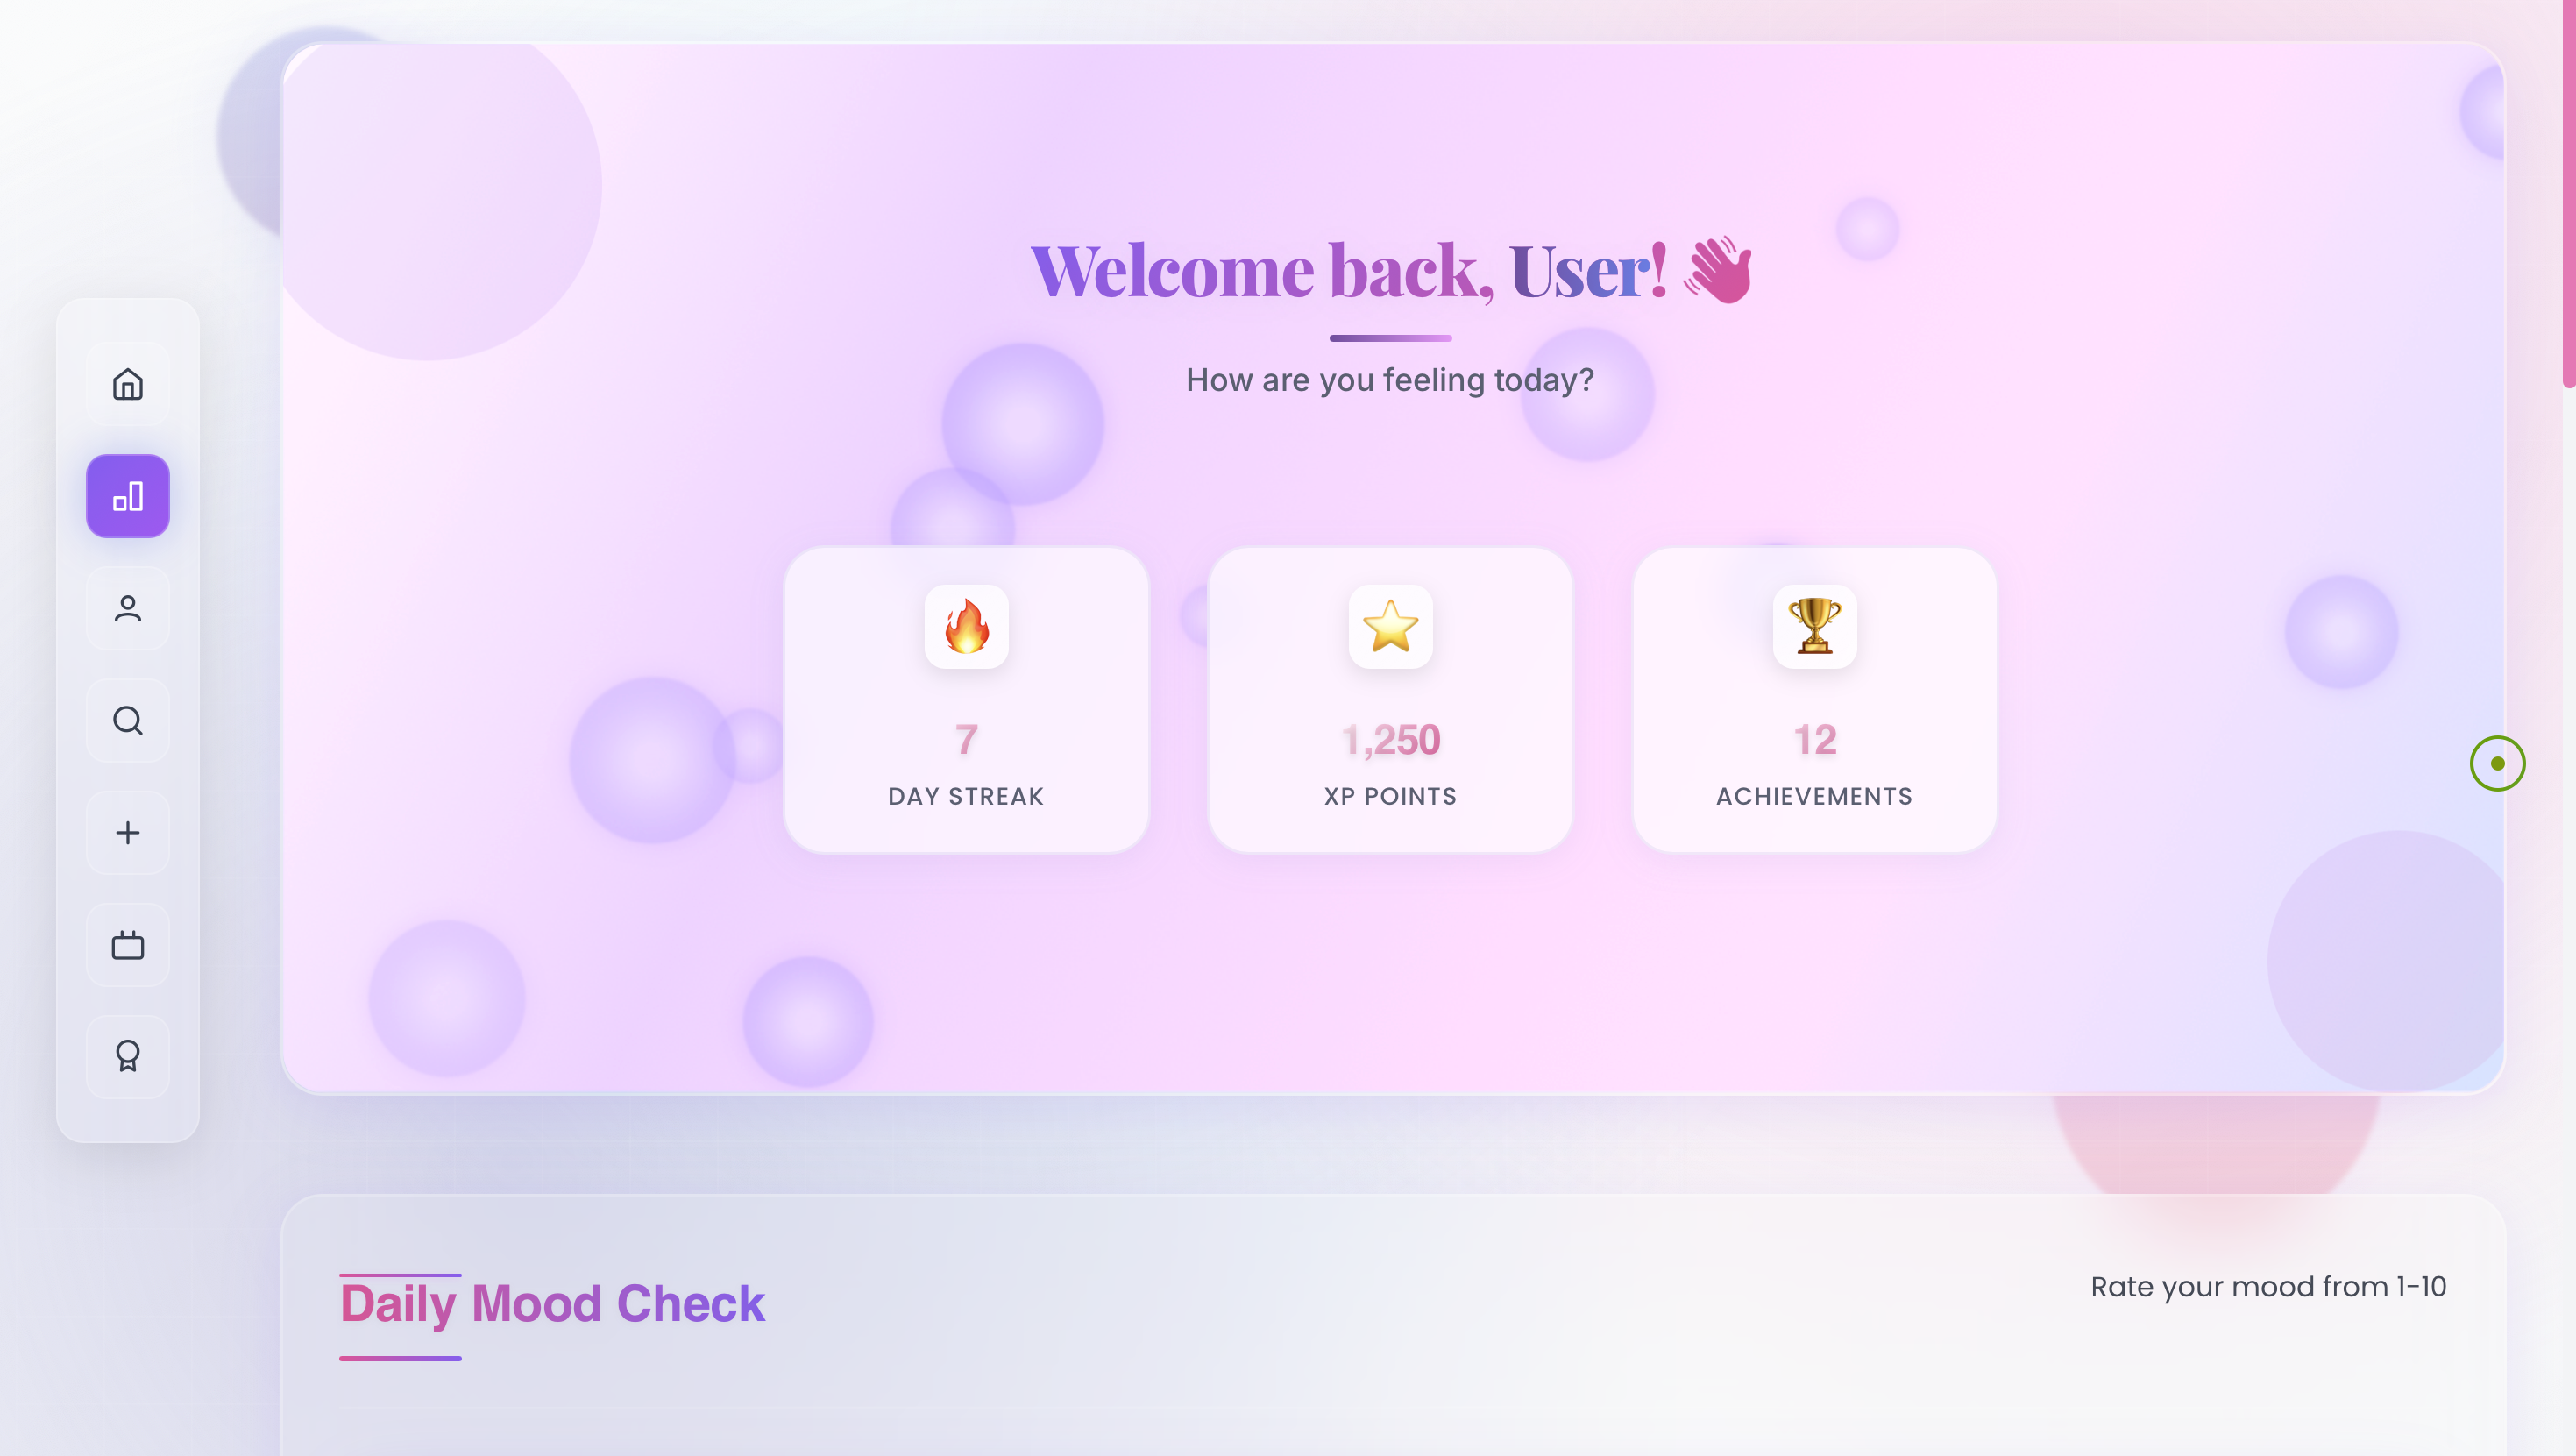 Welcome back, User! 👋
How are you feeling today?
7
DAY STREAK
1,250
XP POINTS
12
ACHIEVEMENTS
Daily Mood Check
Rate your mood from 1-10